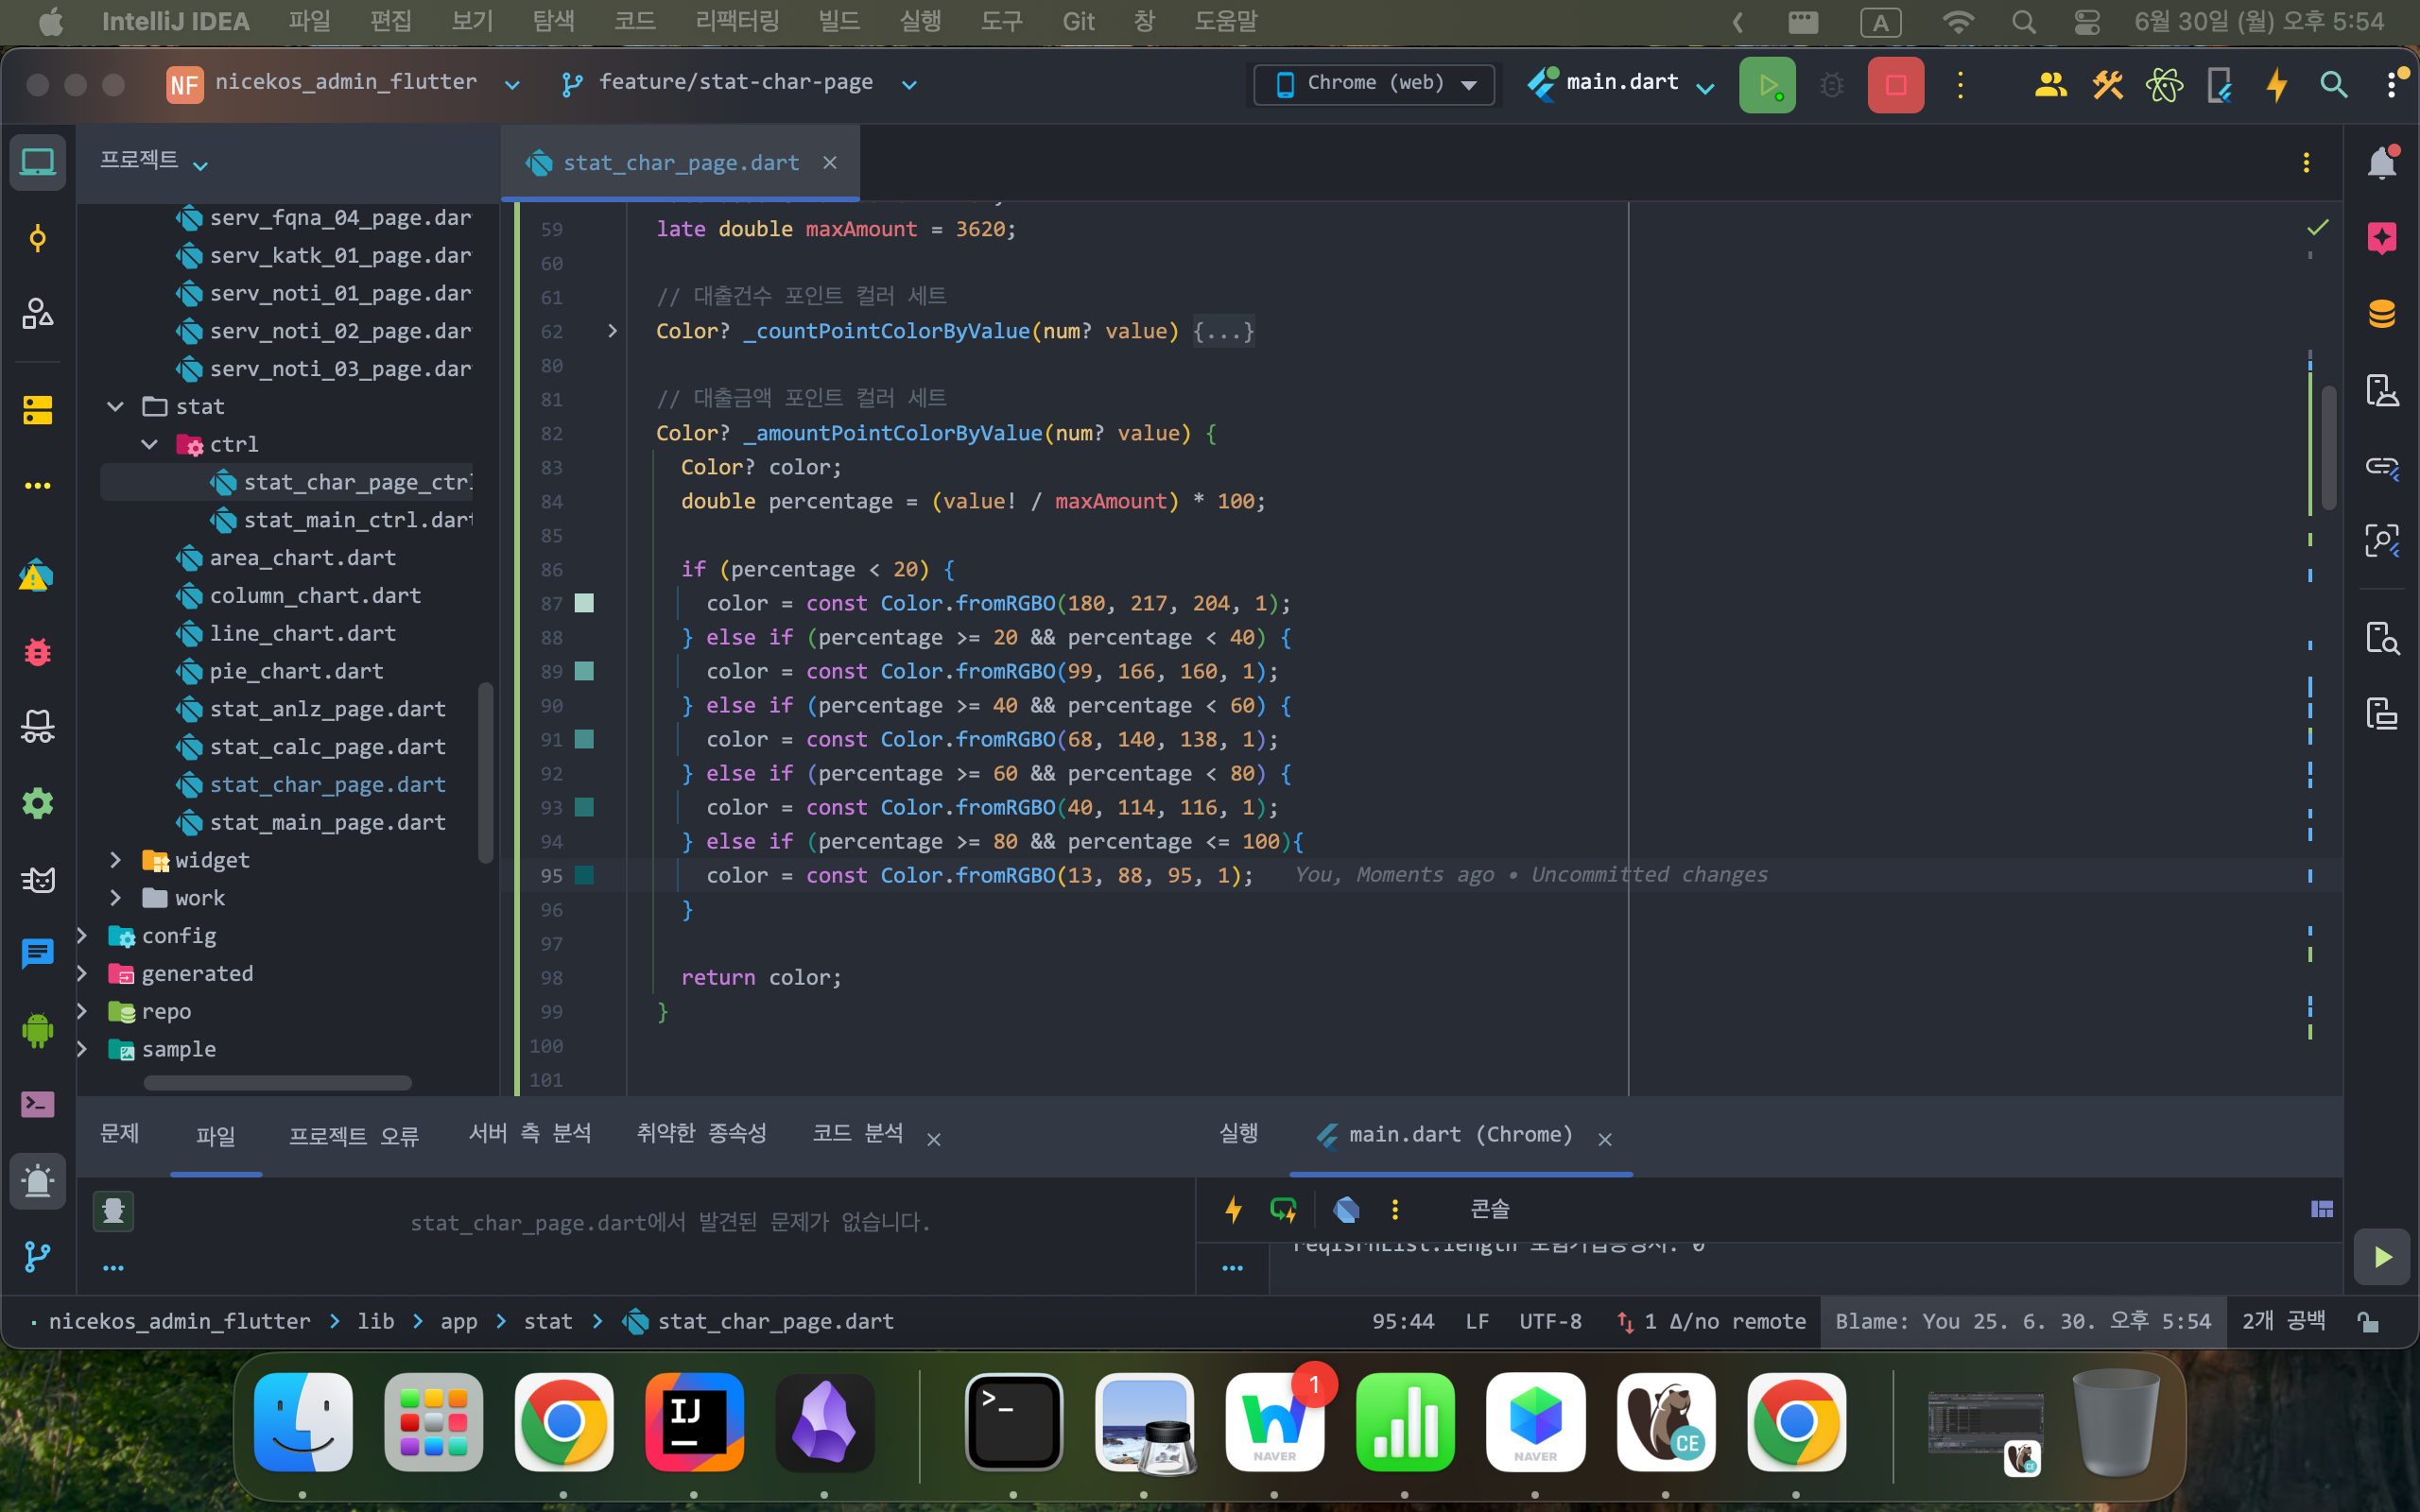 IntelliJ IDEA 파일 편집 보기 탐색 코드 리팩터링 빌드 실행 도구 Git 창 도움말 A 6월 30일 (월) 오후 5:54
NF nicekos_admin_flutter feature/stat-char-page Chrome (web) main.dart
프로젝트
stat_char_page.dart
serv_fqna_04_page.dar
serv_katk_01_page.dar
serv_noti_01_page.dar
serv_noti_02_page.dar
serv_noti_03_page.dar
stat
ctrl
stat_char_page_ctrl
stat_main_ctrl.dart
area_chart.dart
column_chart.dart
line_chart.dart
pie_chart.dart
stat_anlz_page.dart
stat_calc_page.dart
stat_char_page.dart
stat_main_page.dart
widget
work
config
generated
repo
sample
59 late double maxAmount = 3620;
60
61 // 대출건수 포인트 컬러 세트
62 Color? _countPointColorByValue(num? value) {...}
80
81 // 대출금액 포인트 컬러 세트
82 Color? _amountPointColorByValue(num? value) {
83 Color? color;
84 double percentage = (value! / maxAmount) * 100;
85
86 if (percentage < 20) {
87 color = const Color.fromRGBO(180, 217, 204, 1);
88 } else if (percentage >= 20 && percentage < 40) {
89 color = const Color.fromRGBO(99, 166, 160, 1);
90 } else if (percentage >= 40 && percentage < 60) {
91 color = const Color.fromRGBO(68, 140, 138, 1);
92 } else if (percentage >= 60 && percentage < 80) {
93 color = const Color.fromRGBO(40, 114, 116, 1);
94 } else if (percentage >= 80 && percentage <= 100){
95 color = const Color.fromRGBO(13, 88, 95, 1); You, Moments ago • Uncommitted changes
96 }
97
98 return color;
99 }
100
101
문제 파일 프로젝트 오류 서버 측 분석 취약한 종속성 코드 분석
stat_char_page.dart에서 발견된 문제가 없습니다.
실행 main.dart (Chrome)
콘솔
nicekos_admin_flutter > lib > app > stat > stat_char_page.dart
95:44 LF UTF-8 1 Δ/no remote Blame: You 25. 6. 30. 오후 5:54 2개 공백
IJ
>_
NAVER
1
NAVER
CE